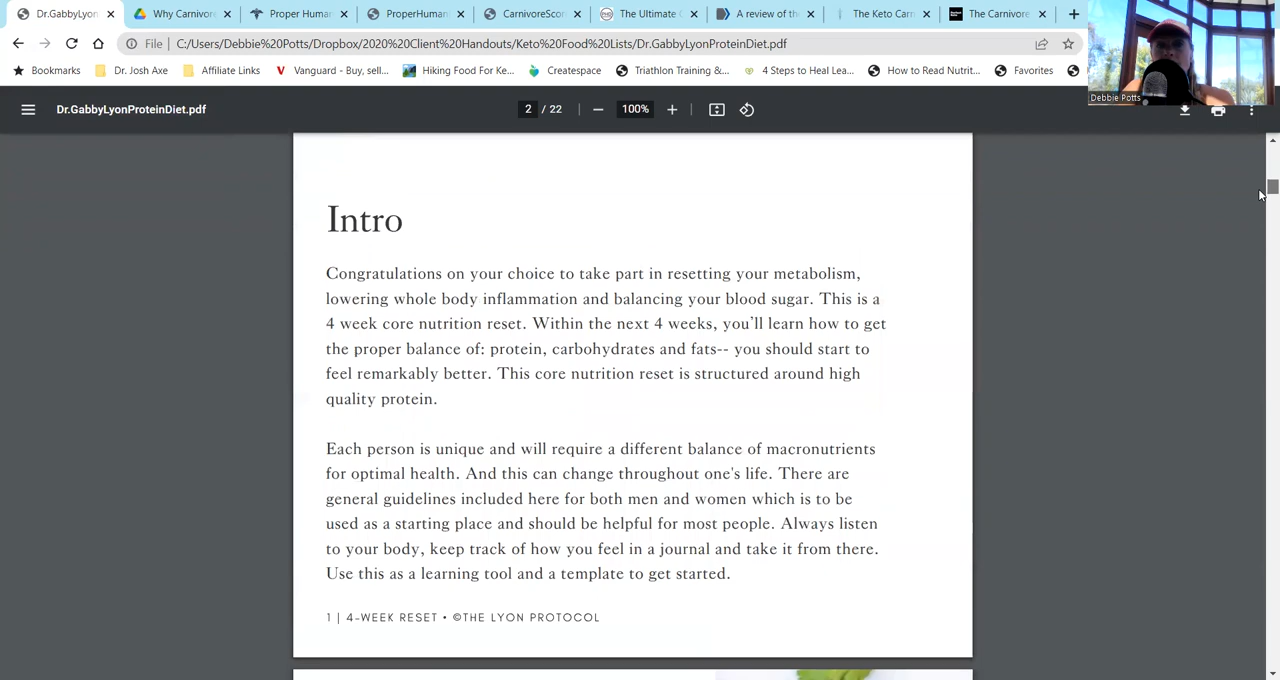 Dr.GabbyLyon
Why Carnivore
Proper Human
ProperHuman
CarnivoreSco
The Ultimate
A review of the
The Keto Carn
The Carnivore
File | C:/Users/Debbie%20Potts/Dropbox/2020%20Client%20Handouts/Keto%20Food%20Lists/Dr.GabbyLyonProteinDiet.pdf
Bookmarks
Dr. Josh Axe
Affiliate Links
Vanguard - Buy, sell...
Hiking Food For Ke...
Createspace
Triathlon Training &...
4 Steps to Heal Lea...
How to Read Nutrit...
Favorites
Debbie Potts
Dr.GabbyLyonProteinDiet.pdf
2 / 22
100%
Intro
Congratulations on your choice to take part in resetting your metabolism,
lowering whole body inflammation and balancing your blood sugar. This is a
4 week core nutrition reset. Within the next 4 weeks, you'll learn how to get
the proper balance of: protein, carbohydrates and fats-- you should start to
feel remarkably better. This core nutrition reset is structured around high
quality protein.
Each person is unique and will require a different balance of macronutrients
for optimal health. And this can change throughout one's life. There are
general guidelines included here for both men and women which is to be
used as a starting place and should be helpful for most people. Always listen
to your body, keep track of how you feel in a journal and take it from there.
Use this as a learning tool and a template to get started.
1 | 4-WEEK RESET • ©THE LYON PROTOCOL